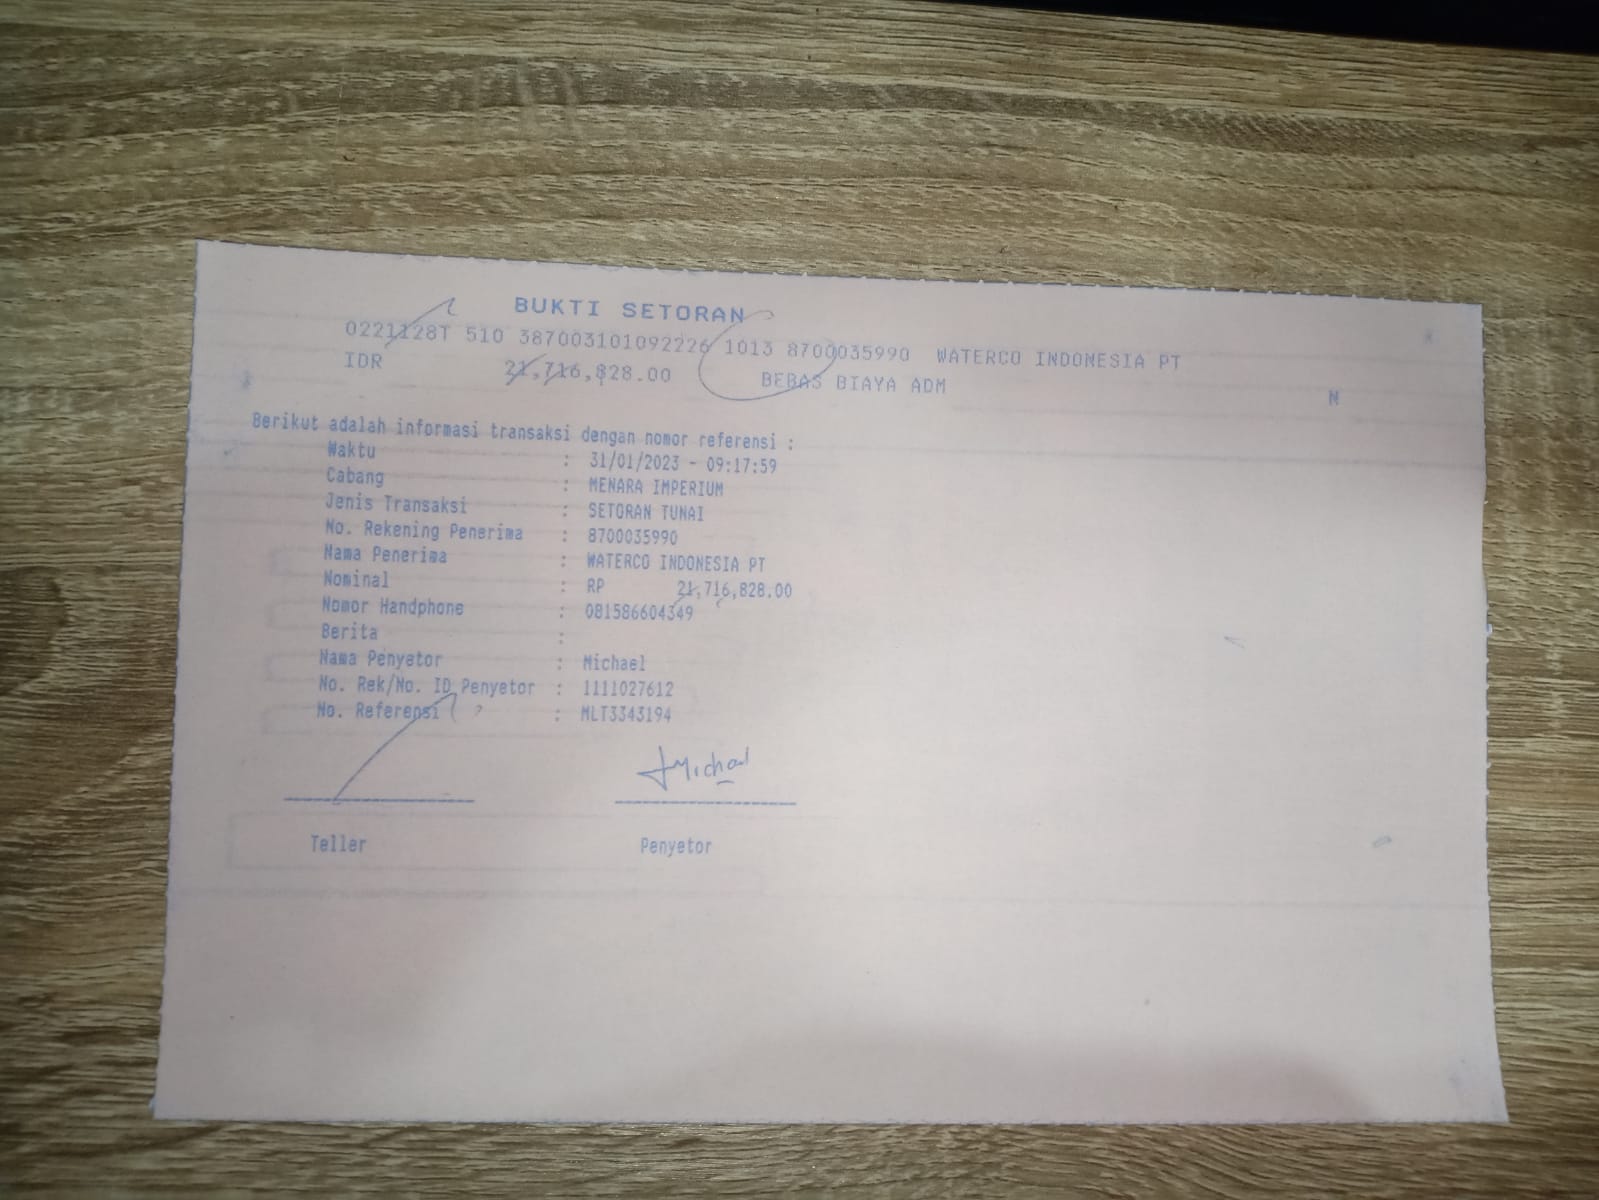 BUKTI SETORAN
0221128T 510 387003101092226 1013 8700035990 WATERCO INDONESIA PT
IDR 21,716,828.00 BEBAS BIAYA ADM
N
Berikut adalah informasi transaksi dengan nomor referensi :
Waktu : 31/01/2023 - 09:17:59
Cabang : MENARA IMPERIUM
Jenis Transaksi : SETORAN TUNAI
No. Rekening Penerima : 8700035990
Nama Penerima : WATERCO INDONESIA PT
Nominal : RP 21,716,828.00
Nomor Handphone : 081586604349
Berita :
Nama Penyetor : Michael
No. Rek/No. ID Penyetor : 1111027612
No. Referensi : MLT3343194
Michael
Teller Penyetor